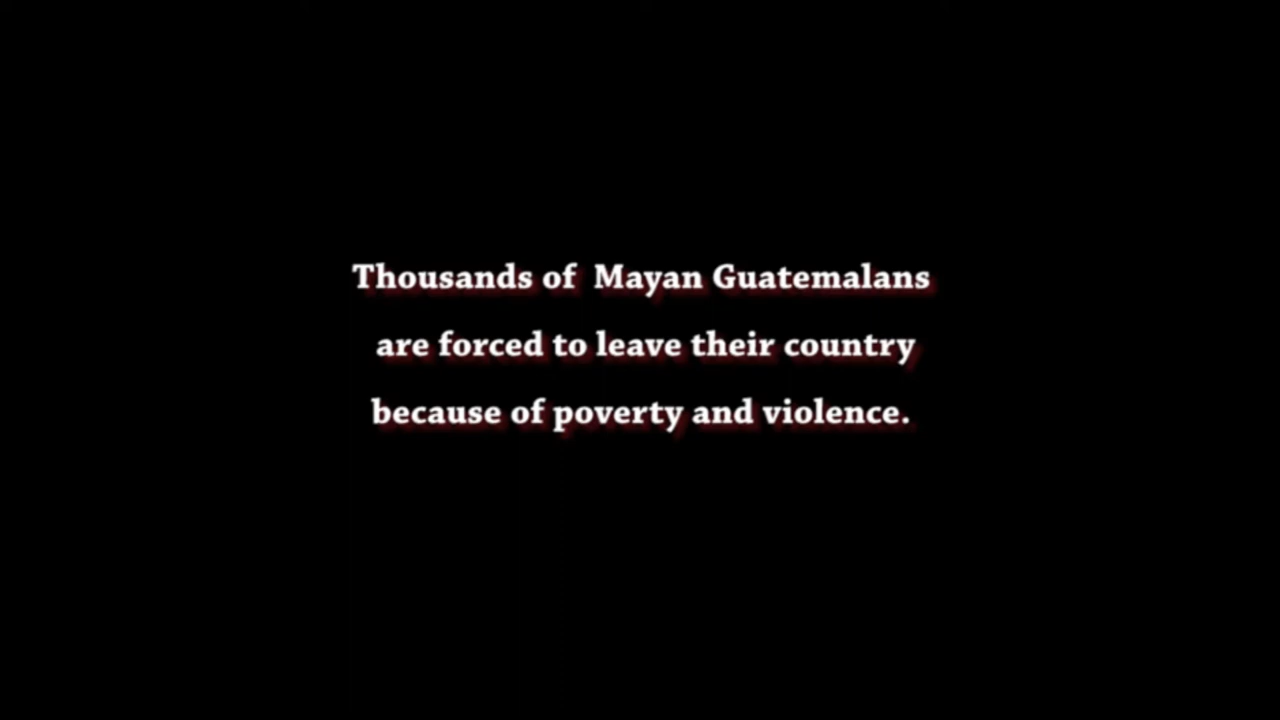 Thousands of Mayan Guatemalans
are forced to leave their country
because of poverty and violence.